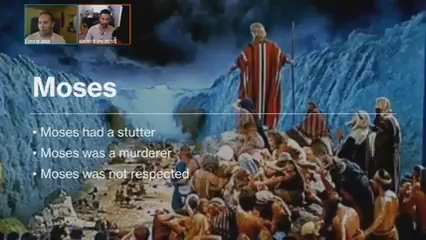 Moses
• Moses had a stutter
• Moses was a murderer
• Moses was not respected